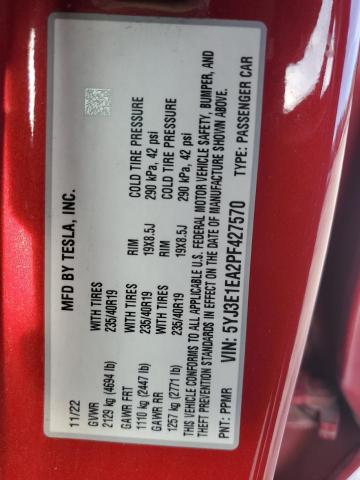 MFD BY TESLA, INC.
11/22
GVWR WITH TIRES RIM COLD TIRE PRESSURE
2129 kg (4694 lb) 235/40R19 19X8.5J 290 kPa, 42 psi
GAWR FRT WITH TIRES RIM COLD TIRE PRESSURE
1110 kg (2447 lb) 235/40R19 19X8.5J 290 kPa, 42 psi
GAWR RR
1257 kg (2771 lb) 235/40R19
THIS VEHICLE CONFORMS TO ALL APPLICABLE U.S. FEDERAL MOTOR VEHICLE SAFETY, BUMPER, AND
THEFT PREVENTION STANDARDS IN EFFECT ON THE DATE OF MANUFACTURE SHOWN ABOVE.
VIN: 5YJ3E1EA2PF427570
PNT: PPMR TYPE: PASSENGER CAR